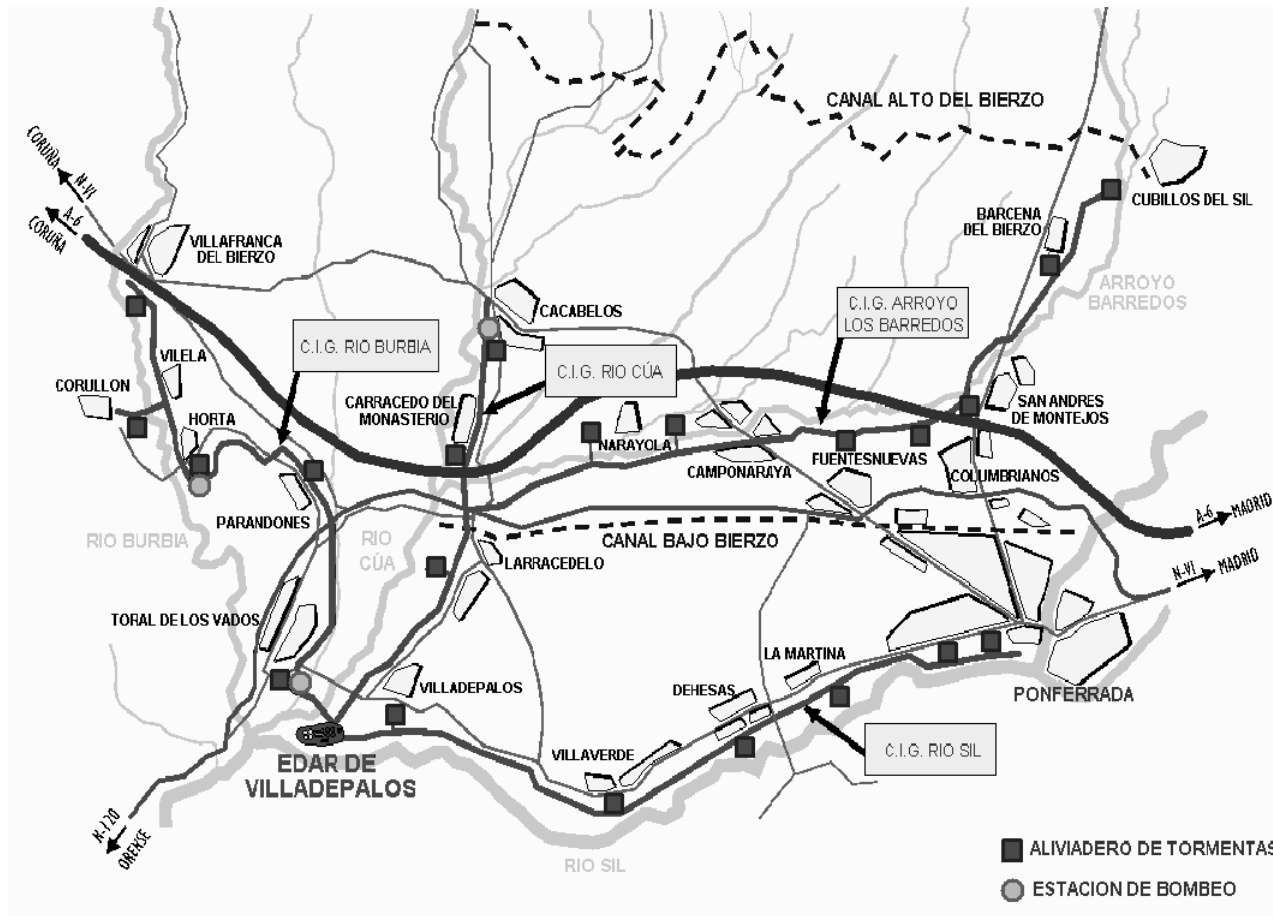 CANAL ALTO DEL BIERZO
CORUÑA
N-VI
A-6
CORUÑA
CUBILLOS DEL SIL
BARCENA
DEL BIERZO
VILLAFRANCA
DEL BIERZO
ARROYO
BARREDOS
CACABELOS
C.I.G. ARROYO
LOS BARREDOS
C.I.G. RIO BURBIA
VILELA
C.I.G. RIO CÚA
CORULLON
CARRACEDO DEL
MONASTERIO
SAN ANDRES
DE MONTEJOS
HORTA
NARAYOLA
CAMPONARAYA
FUENTESNUEVAS
COLUMBRIANOS
PARANDONES
RIO BURBIA
RIO
CÚA
CANAL BAJO BIERZO
A-6
MADRID
LARRACEDELO
N-VI
MADRID
TORAL DE LOS VADOS
LA MARTINA
VILLADEPALOS
DEHESAS
PONFERRADA
EDAR DE
VILLADEPALOS
VILLAVERDE
C.I.G. RIO SIL
N-120
ORENSE
RIO SIL
ALIVIADERO DE TORMENTAS
ESTACION DE BOMBEO